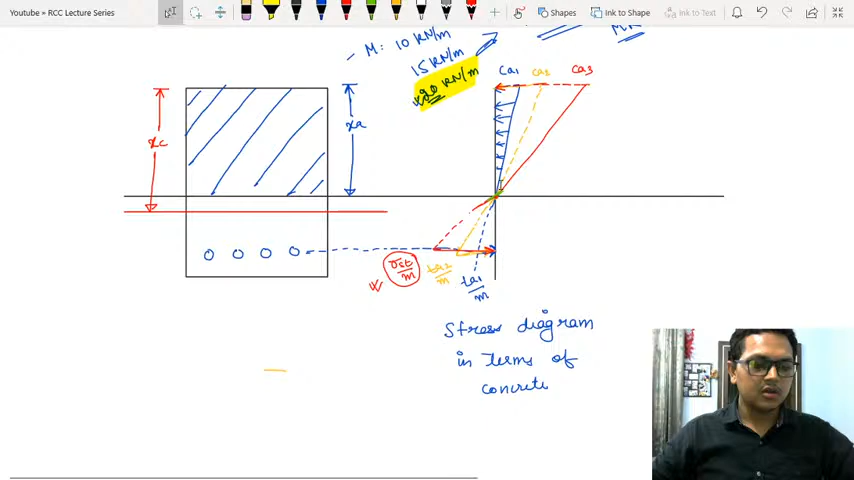 Youtube » RCC Lecture Series
Shapes
Ink to Shape
Ink to Text
M: 10 KN/m
15 KN/m
20 KN/m
MR
Ca1 Ca2 Ca3
xc
xa
σst/m
ta2/m
ta1/m
Stress diagram
in terms of
concrete